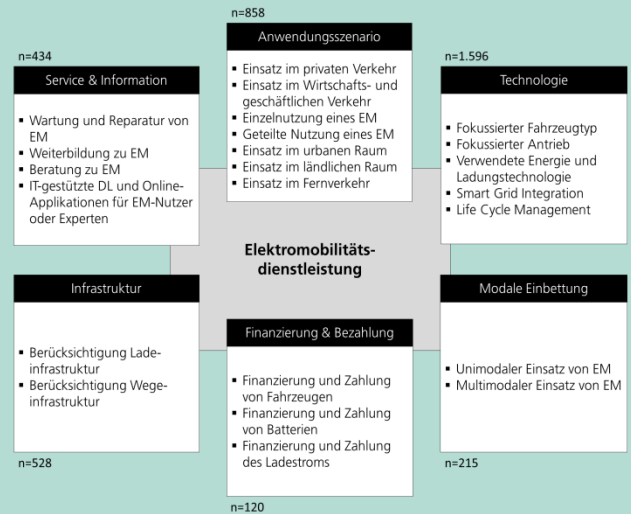 n=858
Anwendungsszenario
▪ Einsatz im privaten Verkehr
▪ Einsatz im Wirtschafts- und
geschäftlichen Verkehr
▪ Einzelnutzung eines EM
▪ Geteilte Nutzung eines EM
▪ Einsatz im urbanen Raum
▪ Einsatz im ländlichen Raum
▪ Einsatz im Fernverkehr
n=434
Service & Information
▪ Wartung und Reparatur von
EM
▪ Weiterbildung zu EM
▪ Beratung zu EM
▪ IT-gestützte DL und Online-
Applikationen für EM-Nutzer
oder Experten
n=1.596
Technologie
▪ Fokussierter Fahrzeugtyp
▪ Fokussierter Antrieb
▪ Verwendete Energie und
Ladungstechnologie
▪ Smart Grid Integration
▪ Life Cycle Management
Elektromobilitäts-
dienstleistung
Infrastruktur
▪ Berücksichtigung Lade-
infrastruktur
▪ Berücksichtigung Wege-
infrastruktur
n=528
Finanzierung & Bezahlung
▪ Finanzierung und Zahlung
von Fahrzeugen
▪ Finanzierung und Zahlung
von Batterien
▪ Finanzierung und Zahlung
des Ladestroms
n=120
Modale Einbettung
▪ Unimodaler Einsatz von EM
▪ Multimodaler Einsatz von EM
n=215